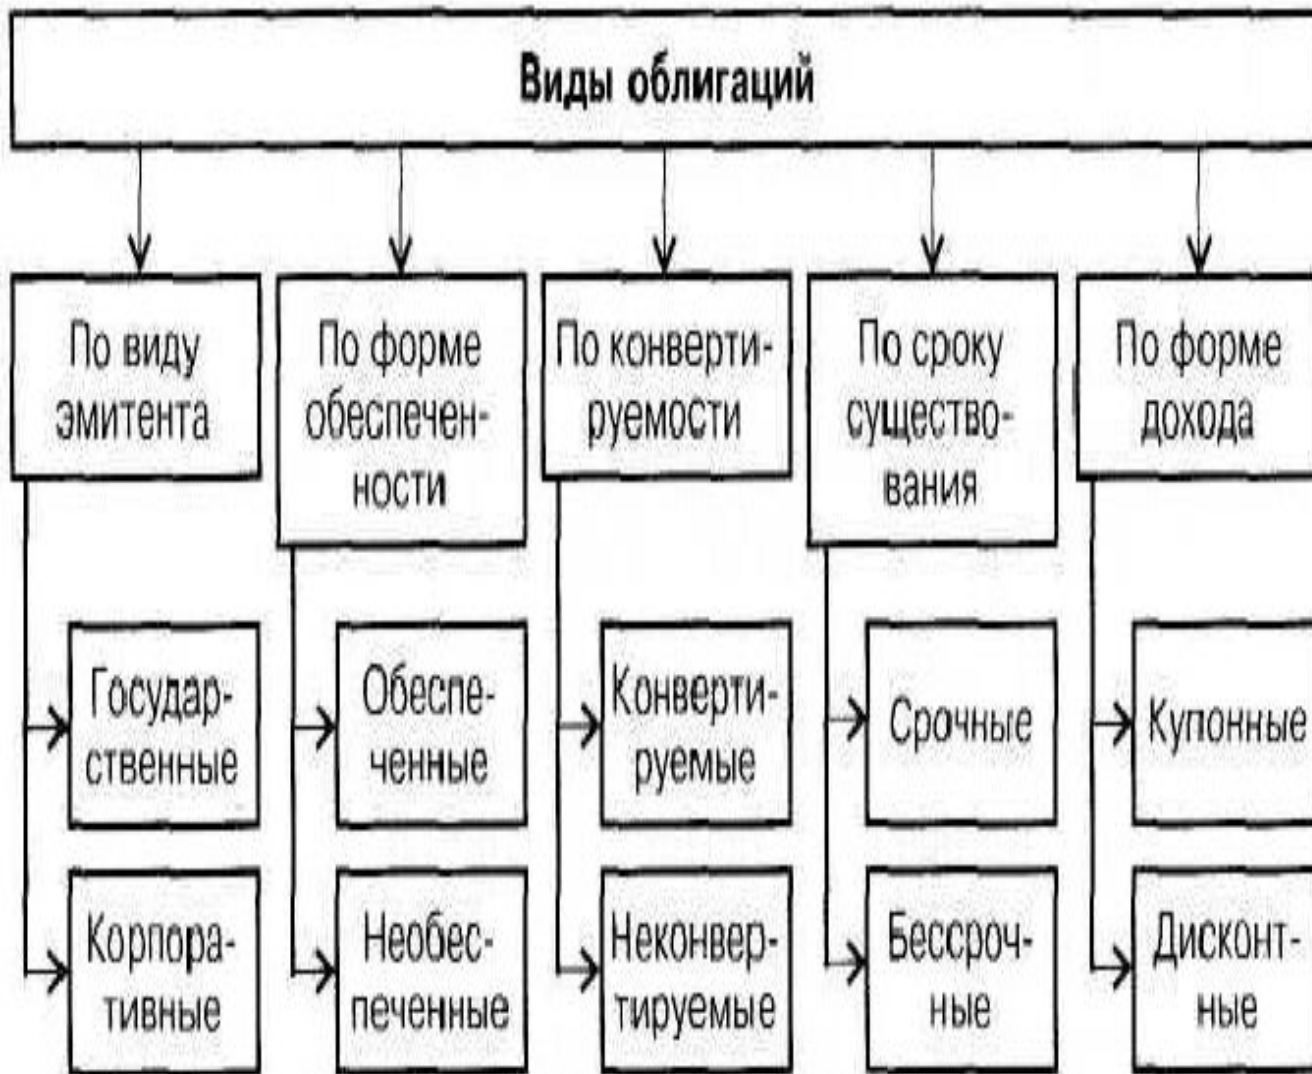 Виды облигаций
По виду
эмитента
По форме
обеспечен-
ности
По конверти-
руемости
По сроку
существо-
вания
По форме
дохода
Государ-
ственные
Обеспе-
ченные
Конверти-
руемые
Срочные
Купонные
Корпора-
тивные
Необес-
печенные
Неконвер-
тируемые
Бессроч-
ные
Дисконт-
ные